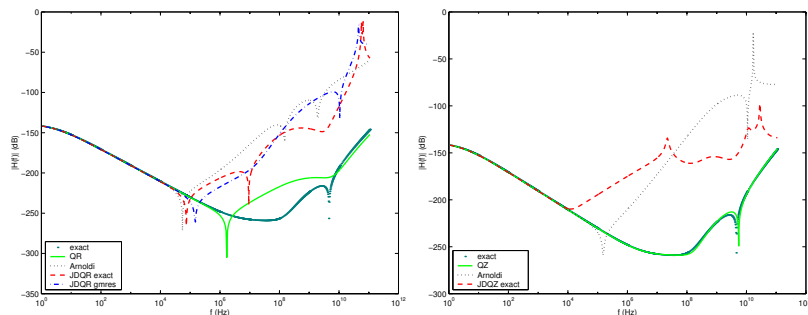 0
−50
−100
−150
−200
−250
−300
−350
|H(f)| (dB)
10^0 10^2 10^4 10^6 10^8 10^10 10^12
f (Hz)
exact
QR
Arnoldi
JDQR exact
JDQR gmres
0
−50
−100
−150
−200
−250
−300
|H(f)| (dB)
10^0 10^2 10^4 10^6 10^8 10^10 10^12
f (Hz)
exact
QZ
Arnoldi
JDQZ exact